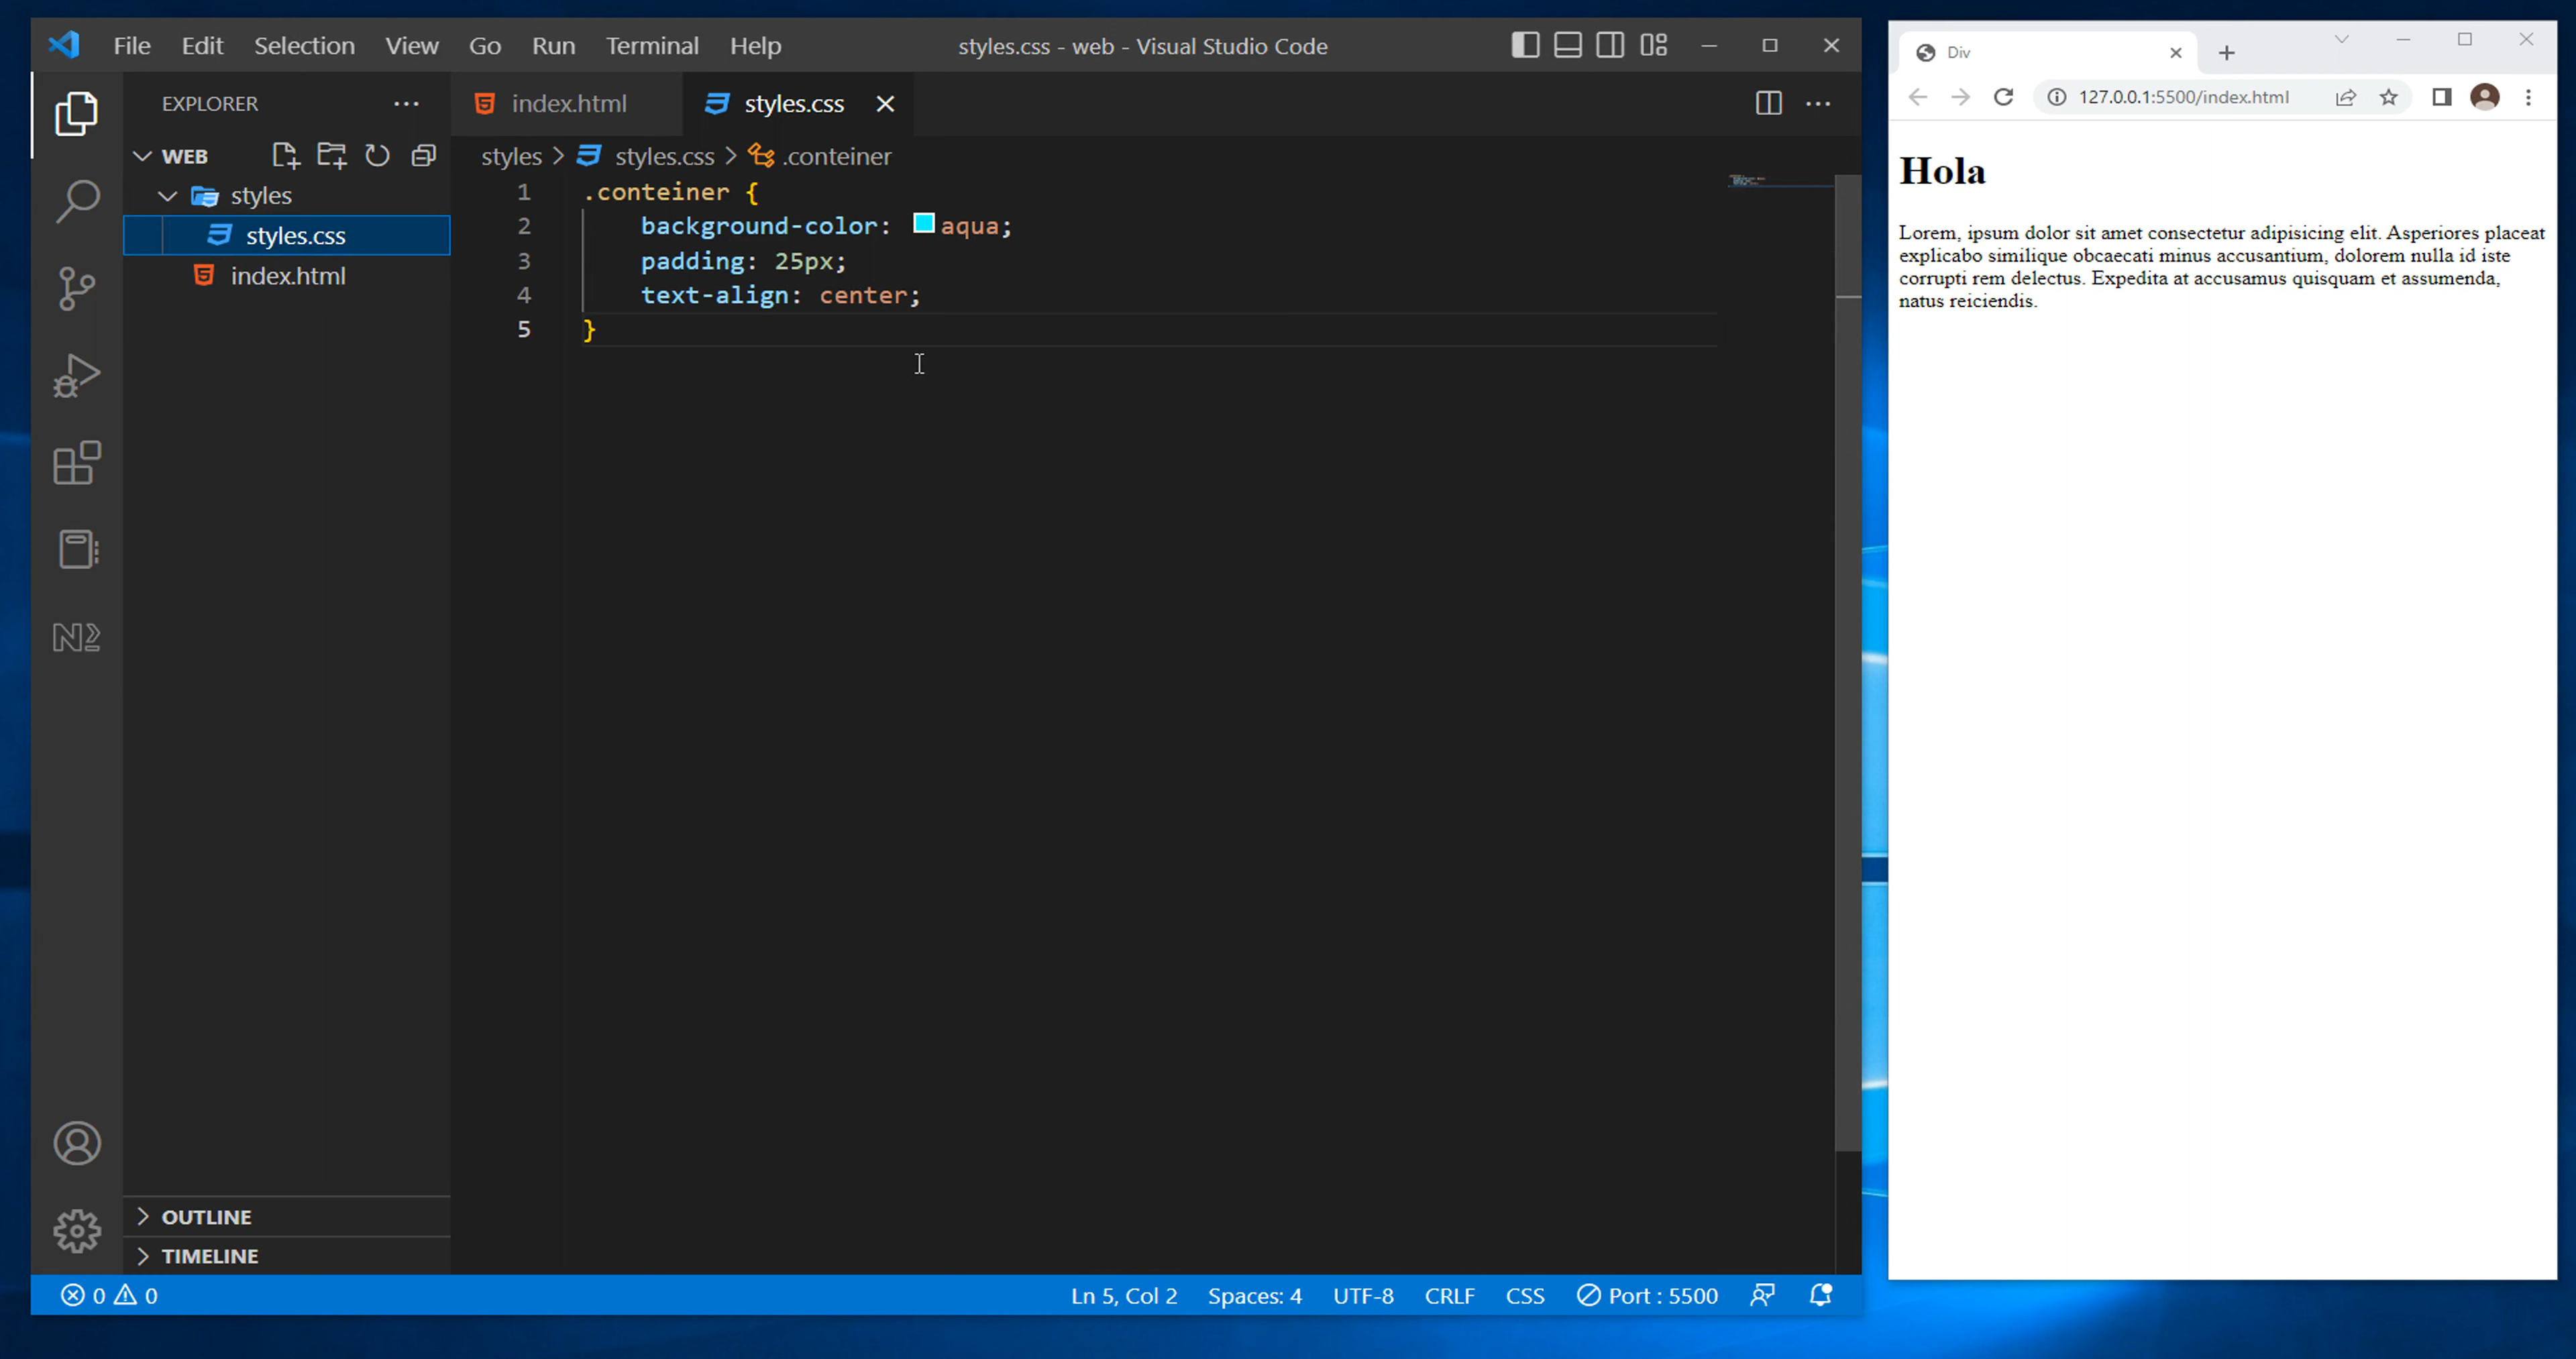 File Edit Selection View Go Run Terminal Help
styles.css - web - Visual Studio Code
EXPLORER
WEB
styles
styles.css
index.html
OUTLINE
TIMELINE
index.html
styles.css
styles > styles.css > .conteiner
1 .conteiner {
2 background-color: aqua;
3 padding: 25px;
4 text-align: center;
5 }
0 0
Ln 5, Col 2 Spaces: 4 UTF-8 CRLF CSS Port : 5500
Div
127.0.0.1:5500/index.html
Hola
Lorem, ipsum dolor sit amet consectetur adipisicing elit. Asperiores placeat
explicabo similique obcaecati minus accusantium, dolorem nulla id iste
corrupti rem delectus. Expedita at accusamus quisquam et assumenda,
natus reiciendis.